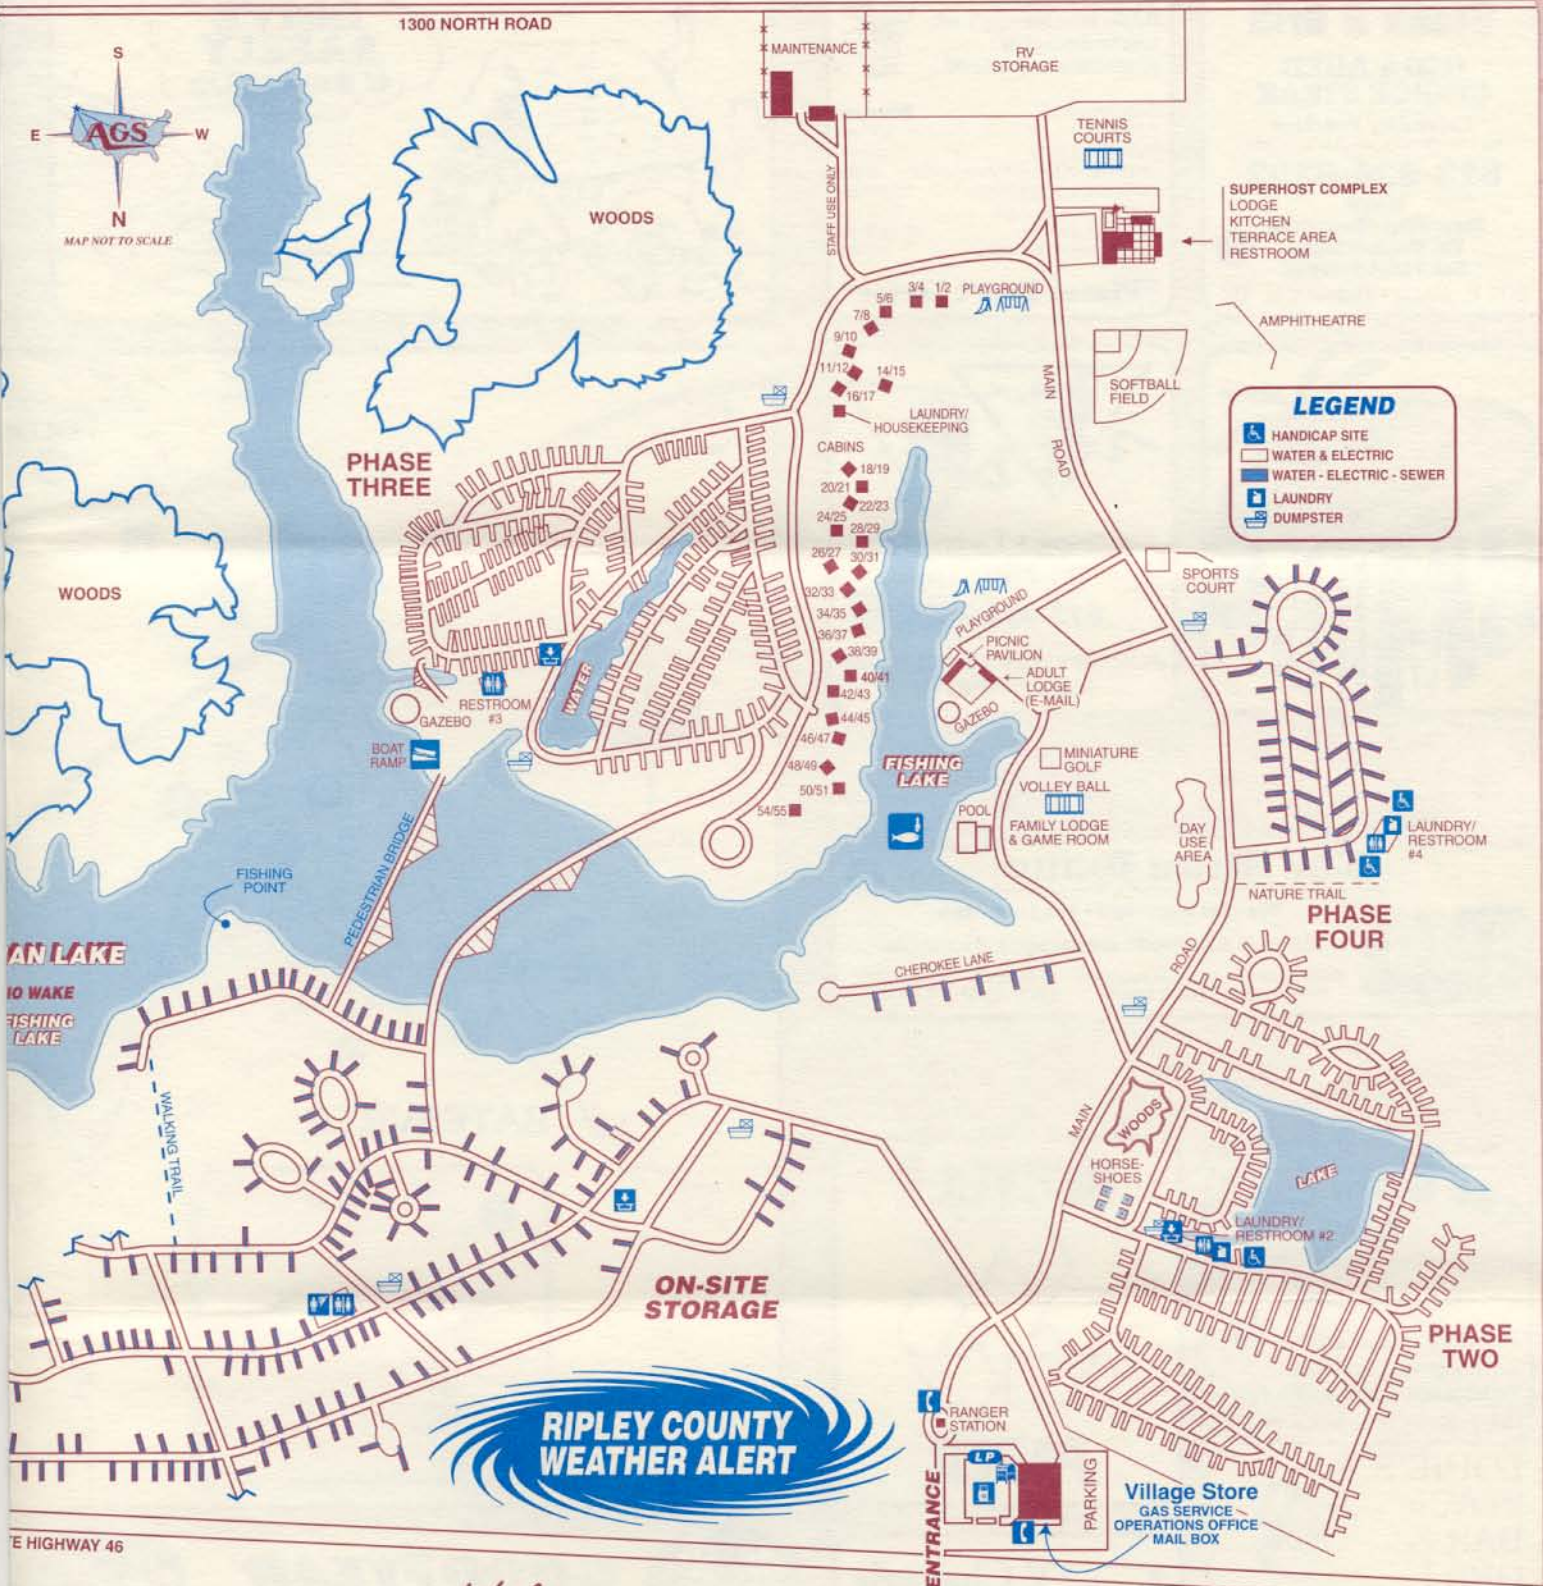 1300 NORTH ROAD
S
E
AGS
W
N
MAP NOT TO SCALE
MAINTENANCE
RV
STORAGE
TENNIS
COURTS
STAFF USE ONLY
WOODS
SUPERHOST COMPLEX
LODGE
KITCHEN
TERRACE AREA
RESTROOM
PLAYGROUND
1/2
3/4
5/6
7/8
9/10
11/12
14/15
16/17
LAUNDRY/
HOUSEKEEPING
AMPHITHEATRE
SOFTBALL
FIELD
MAIN
ROAD
LEGEND
HANDICAP SITE
WATER & ELECTRIC
WATER - ELECTRIC - SEWER
LAUNDRY
DUMPSTER
PHASE
THREE
CABINS
18/19
20/21
22/23
24/25
28/29
26/27
30/31
32/33
34/35
36/37
38/39
40/41
42/43
44/45
46/47
48/49
50/51
54/55
WOODS
SPORTS
COURT
PLAYGROUND
PICNIC
PAVILION
ADULT
LODGE
(E-MAIL)
GAZEBO
WATER
RESTROOM
#3
GAZEBO
BOAT
RAMP
FISHING
LAKE
MINIATURE
GOLF
VOLLEY BALL
POOL
FAMILY LODGE
& GAME ROOM
DAY
USE
AREA
LAUNDRY/
RESTROOM
#4
NATURE TRAIL
PHASE
FOUR
PEDESTRIAN BRIDGE
FISHING
POINT
AN LAKE
IO WAKE
FISHING
LAKE
CHEROKEE LANE
ROAD
WALKING TRAIL
MAIN
WOODS
HORSE-
SHOES
LAKE
LAUNDRY/
RESTROOM #2
ON-SITE
STORAGE
PHASE
TWO
RIPLEY COUNTY
WEATHER ALERT
RANGER
STATION
LP
PARKING
ENTRANCE
Village Store
GAS SERVICE
OPERATIONS OFFICE
MAIL BOX
TE HIGHWAY 46